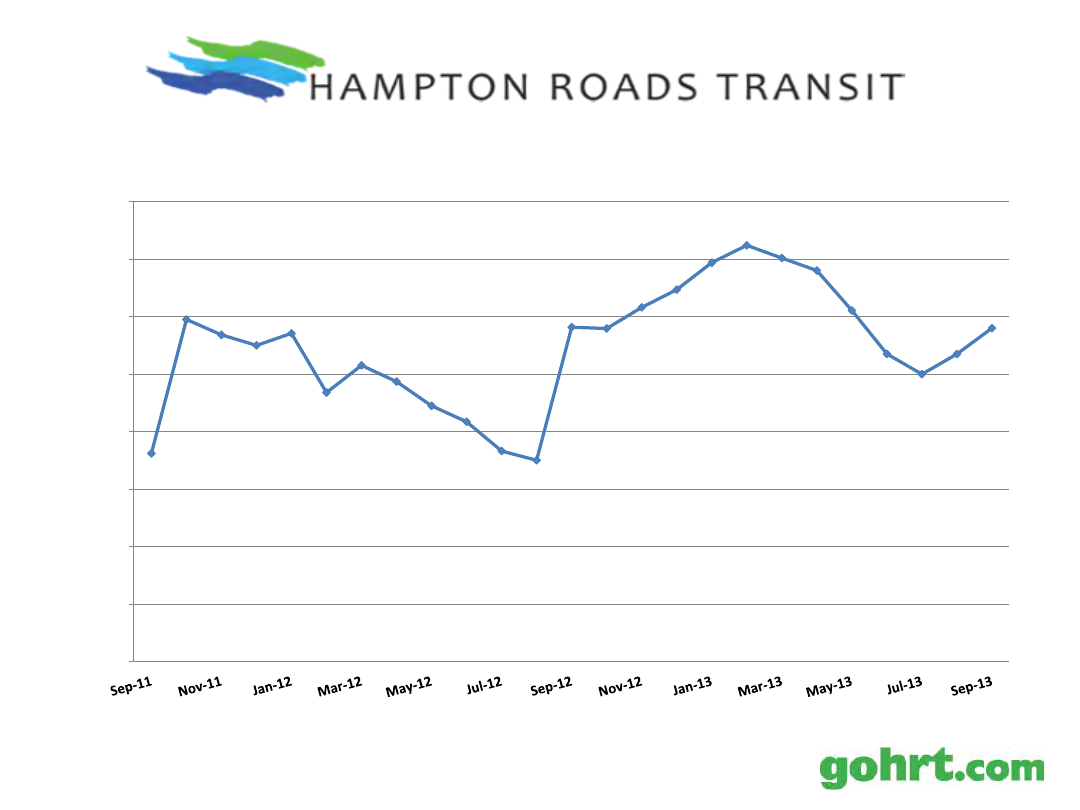 HAMPTON ROADS TRANSIT
Sep-11 Nov-11 Jan-12 Mar-12 May-12 Jul-12 Sep-12 Nov-12 Jan-13 Mar-13 May-13 Jul-13 Sep-13
gohrt.com